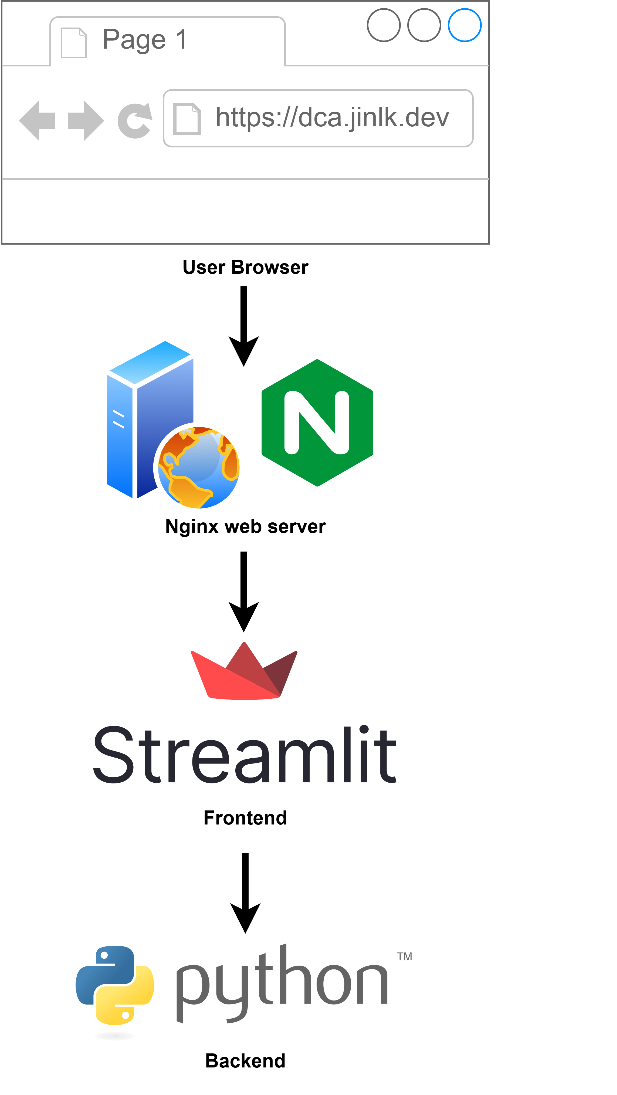 Page 1
https://dca.jinlk.dev
User Browser
N
Nginx web server
Streamlit
Frontend
python™
Backend